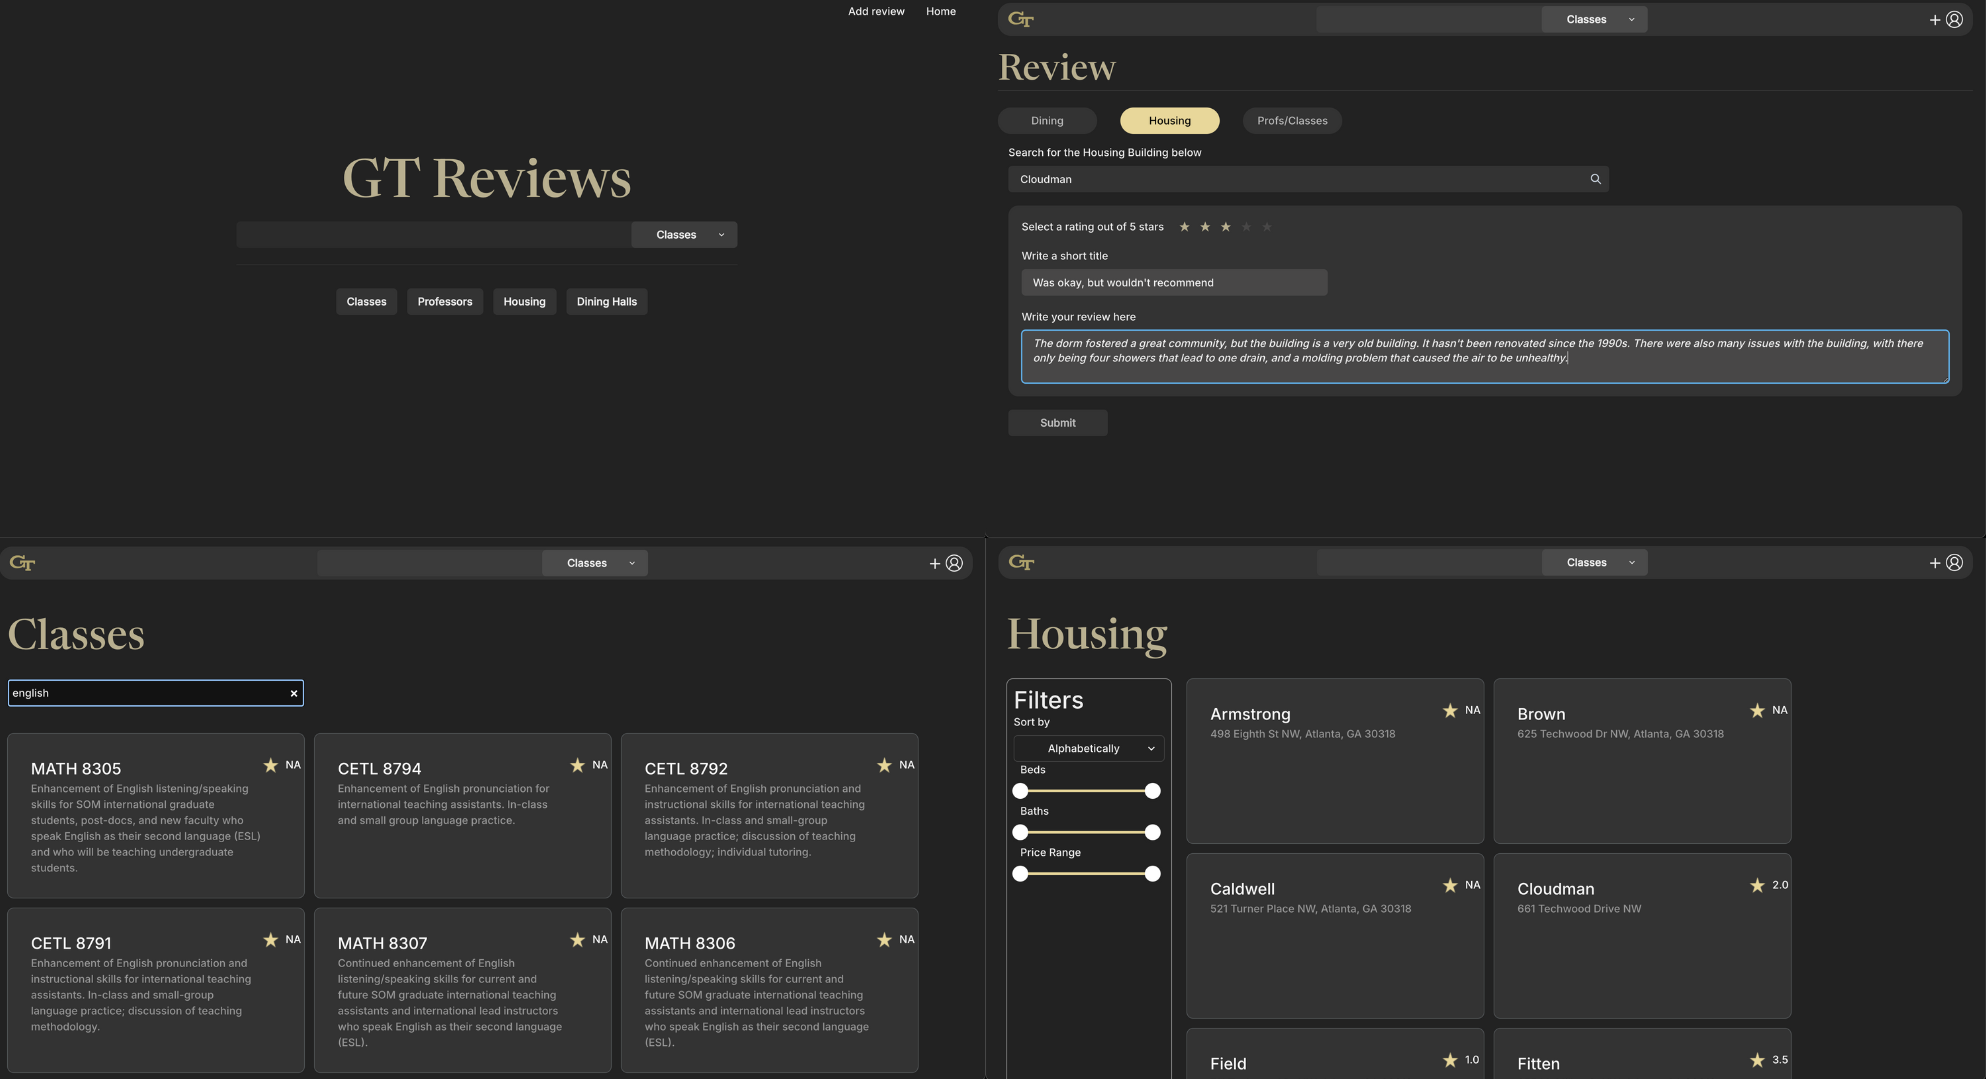 Add review Home
GT Reviews
Classes
Classes Professors Housing Dining Halls
GT Classes +
Review
Dining Housing Profs/Classes
Search for the Housing Building below
Cloudman
Select a rating out of 5 stars
Write a short title
Was okay, but wouldn't recommend
Write your review here
The dorm fostered a great community, but the building is a very old building. It hasn't been renovated since the 1990s. There were also many issues with the building, with there
only being four showers that lead to one drain, and a molding problem that caused the air to be unhealthy.
Submit
GT Classes +
Classes
english ×
MATH 8305 NA
Enhancement of English listening/speaking
skills for SOM international graduate
students, post-docs, and new faculty who
speak English as their second language (ESL)
and who will be teaching undergraduate
students.
CETL 8794 NA
Enhancement of English pronunciation for
international teaching assistants. In-class
and small group language practice.
CETL 8792 NA
Enhancement of English pronunciation and
instructional skills for international teaching
assistants. In-class and small-group
language practice; discussion of teaching
methodology; individual tutoring.
CETL 8791 NA
Enhancement of English pronunciation and
instructional skills for international teaching
assistants. In-class and small-group
language practice; discussion of teaching
methodology.
MATH 8307 NA
Continued enhancement of English
listening/speaking skills for current and
future SOM graduate international teaching
assistants and international lead instructors
who speak English as their second language
(ESL).
MATH 8306 NA
Continued enhancement of English
listening/speaking skills for current and
future SOM graduate international teaching
assistants and international lead instructors
who speak English as their second language
(ESL).
GT Classes +
Housing
Filters
Sort by
Alphabetically
Beds
Baths
Price Range
Armstrong NA
498 Eighth St NW, Atlanta, GA 30318
Brown NA
625 Techwood Dr NW, Atlanta, GA 30318
Caldwell NA
521 Turner Place NW, Atlanta, GA 30318
Cloudman 2.0
661 Techwood Drive NW
Field 1.0
Fitten 3.5